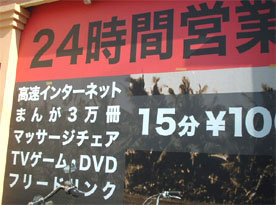 24時間営業
高速インターネット
まんが3万冊
マッサージチェア
TVゲーム・DVD
フリードリンク
15分¥100